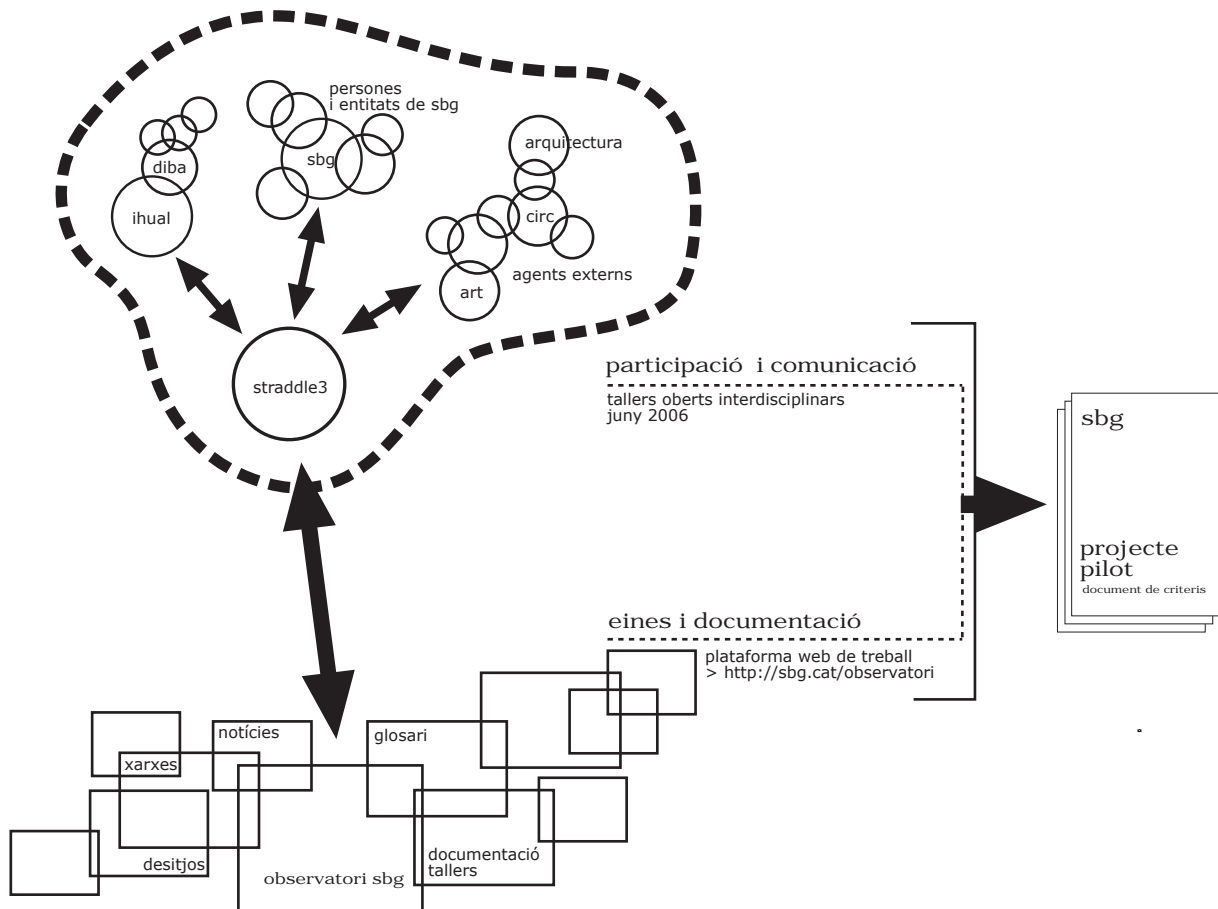 persones
i entitats de sbg
diba
sbg
arquitectura
ihual
circ
agents externs
art
straddle3
participació i comunicació
tallers oberts interdisciplinars
juny 2006
sbg
projecte
pilot
document de criteris
eines i documentació
plataforma web de treball
> http://sbg.cat/observatori
notícies
glosari
xarxes
desitjos
documentació
tallers
observatori sbg